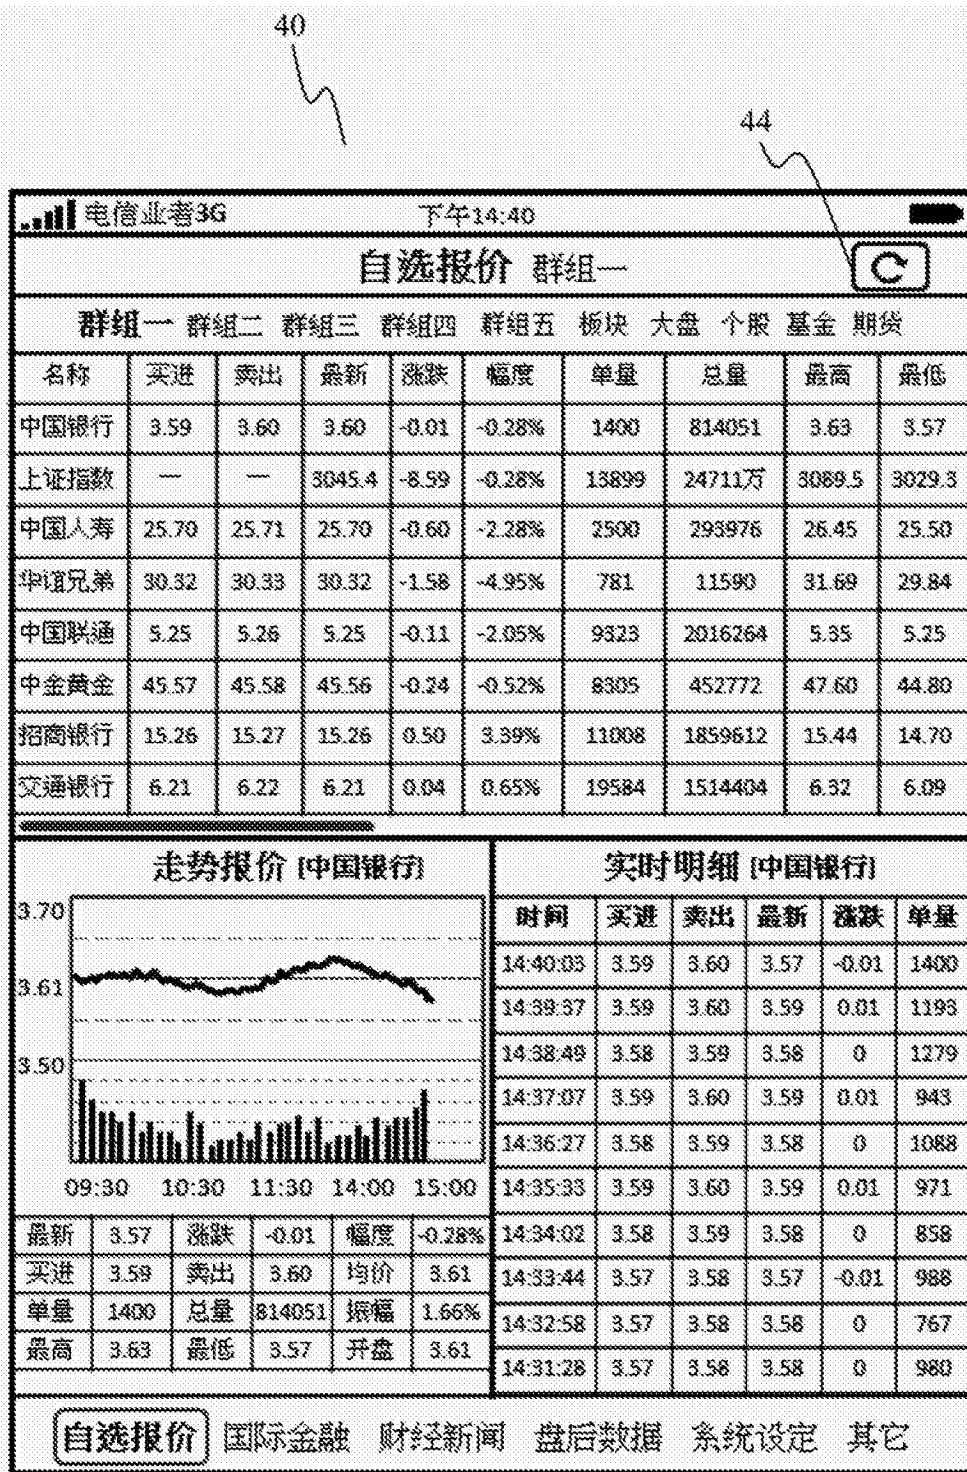 40
44
电信业者3G 下午14:40
自选报价 群组一
群组一 群组二 群组三 群组四 群组五 板块 大盘 个股 基金 期货
名称 买进 卖出 最新 涨跌 幅度 单量 总量 最高 最低
中国银行 3.59 3.60 3.60 -0.01 -0.28% 1400 814051 3.63 3.57
上证指数 — — 3045.4 -8.59 -0.28% 13899 24711万 3089.5 3029.3
中国人寿 25.70 25.71 25.70 -0.60 -2.28% 2500 293976 26.45 25.50
华谊兄弟 30.32 30.33 30.32 -1.58 -4.95% 781 11590 31.69 29.84
中国联通 5.25 5.26 5.25 -0.11 -2.05% 9323 2016264 5.35 5.25
中金黄金 45.57 45.58 45.56 -0.24 -0.52% 8305 452772 47.60 44.80
招商银行 15.26 15.27 15.26 0.50 3.39% 11008 1859612 15.44 14.70
交通银行 6.21 6.22 6.21 0.04 0.65% 19584 1514404 6.32 6.09
走势报价 [中国银行]
3.70
3.61
3.50
09:30 10:30 11:30 14:00 15:00
最新 3.57 涨跌 -0.01 幅度 -0.28%
买进 3.59 卖出 3.60 均价 3.61
单量 1400 总量 814051 振幅 1.66%
最高 3.63 最低 3.57 开盘 3.61
实时明细 [中国银行]
时间 买进 卖出 最新 涨跌 单量
14:40:03 3.59 3.60 3.57 -0.01 1400
14:39:37 3.59 3.60 3.59 0.01 1193
14:38:49 3.58 3.59 3.58 0 1279
14:37:07 3.59 3.60 3.59 0.01 943
14:36:27 3.58 3.59 3.58 0 1088
14:35:33 3.59 3.60 3.59 0.01 971
14:34:02 3.58 3.59 3.58 0 858
14:33:44 3.57 3.58 3.57 -0.01 988
14:32:58 3.57 3.58 3.58 0 767
14:31:28 3.57 3.58 3.58 0 980
自选报价 国际金融 财经新闻 盘后数据 系统设定 其它